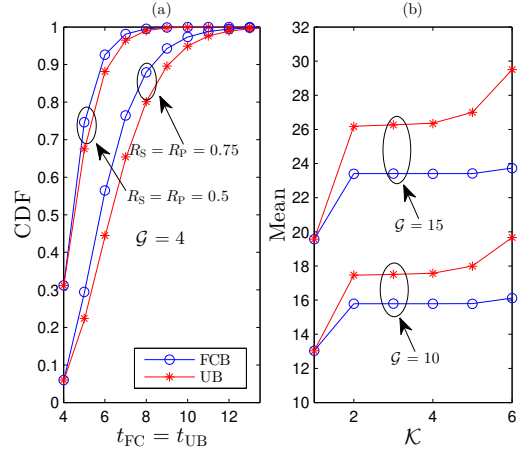 (a)
1
0.9
0.8
0.7
0.6
0.5
0.4
0.3
0.2
0.1
0
CDF
R_S = R_P = 0.75
R_S = R_P = 0.5
𝒢 = 4
FCB
UB
4 6 8 10 12
t_FC = t_UB
(b)
32
30
28
26
24
22
20
18
16
14
12
10
Mean
𝒢 = 15
𝒢 = 10
2 4 6
𝒦